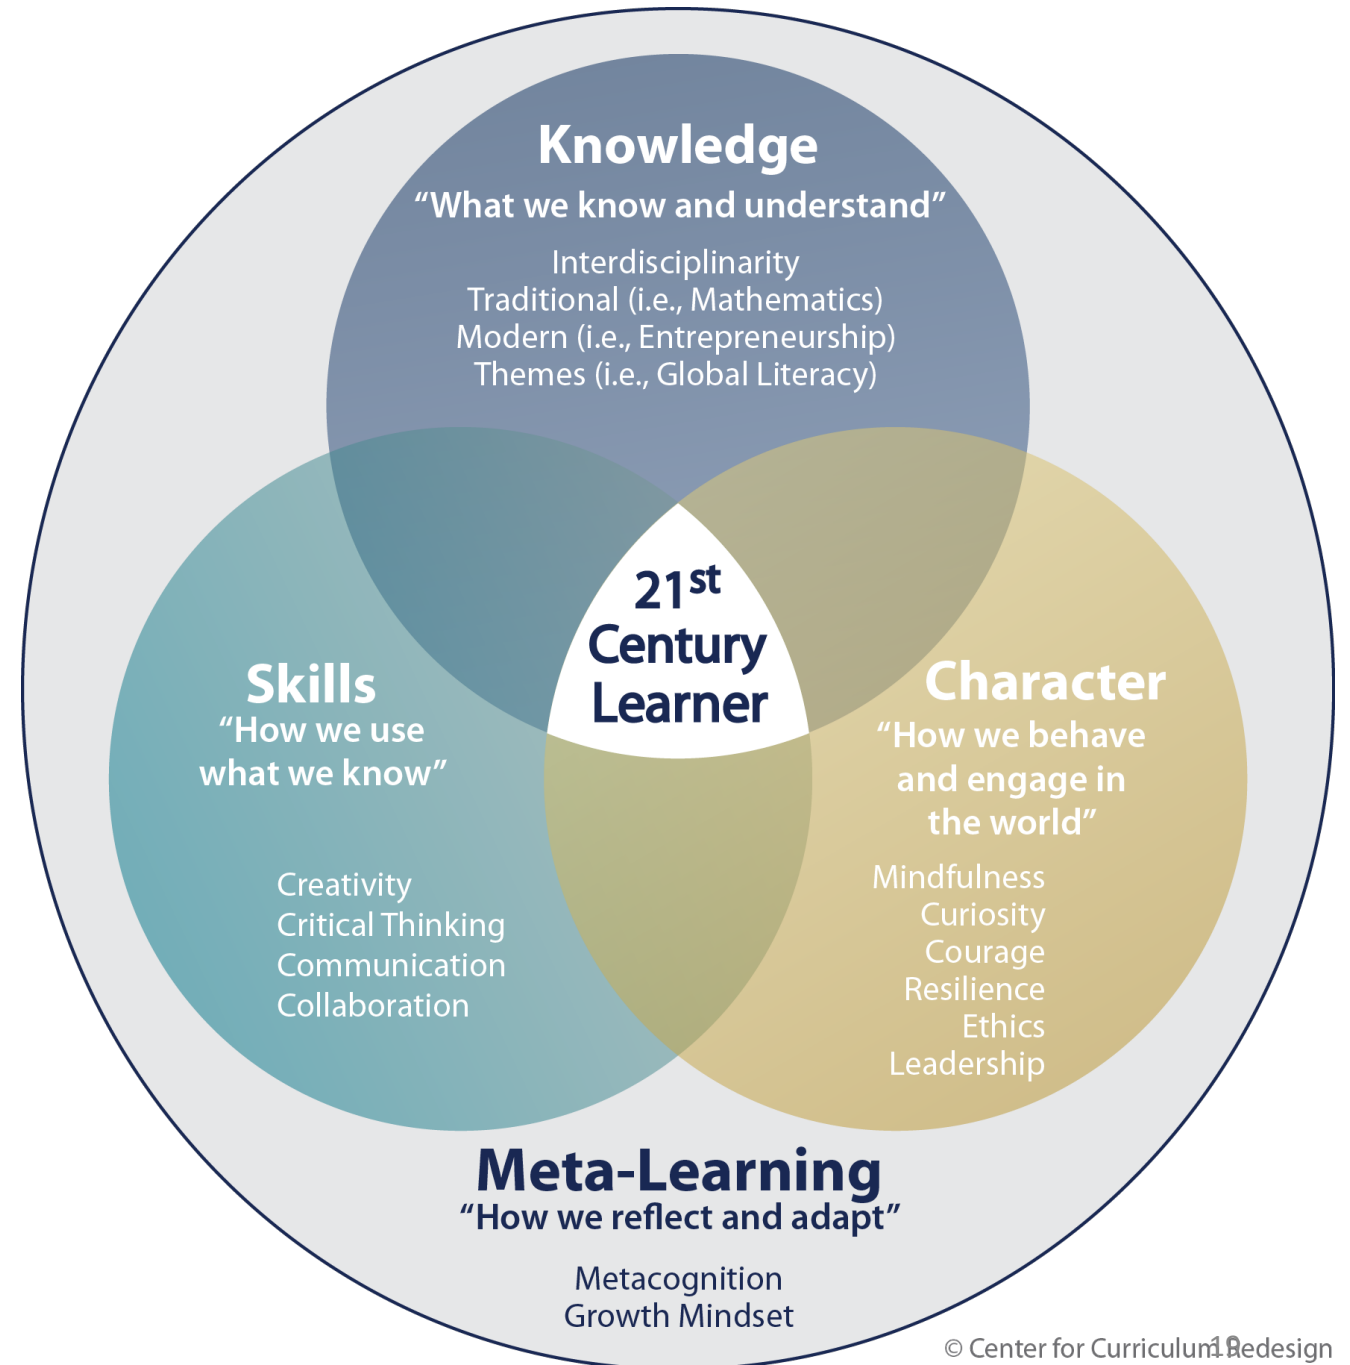 Knowledge
“What we know and understand”
Interdisciplinarity
Traditional (i.e., Mathematics)
Modern (i.e., Entrepreneurship)
Themes (i.e., Global Literacy)
21st
Century
Learner
Skills
“How we use
what we know”
Creativity
Critical Thinking
Communication
Collaboration
Character
“How we behave
and engage in
the world”
Mindfulness
Curiosity
Courage
Resilience
Ethics
Leadership
Meta-Learning
“How we reflect and adapt”
Metacognition
Growth Mindset
© Center for Curriculum Redesign